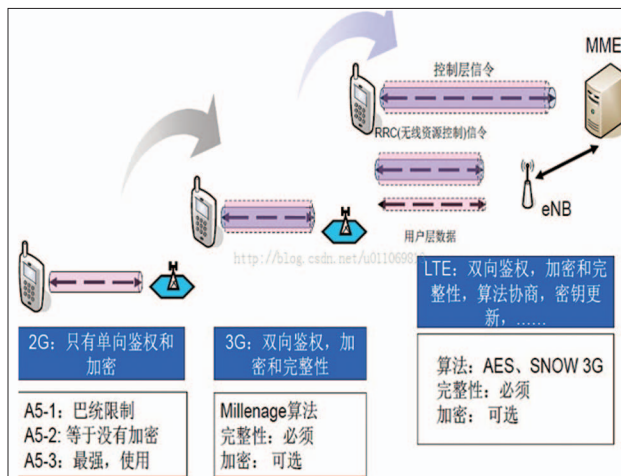 MME
控制层信令
RRC(无线资源控制)信令
eNB
用户层数据
http://blog.csdn.net/u011069813
LTE：双向鉴权，加密和完
整性，算法协商，密钥更
新，……
2G：只有单向鉴权和
加密
3G：双向鉴权，加
密和完整性
算法：AES、SNOW 3G
完整性：必须
加密：可选
A5-1：巴统限制
A5-2: 等于没有加密
A5-3：最强，使用
Millenage算法
完整性：必须
加密：可选